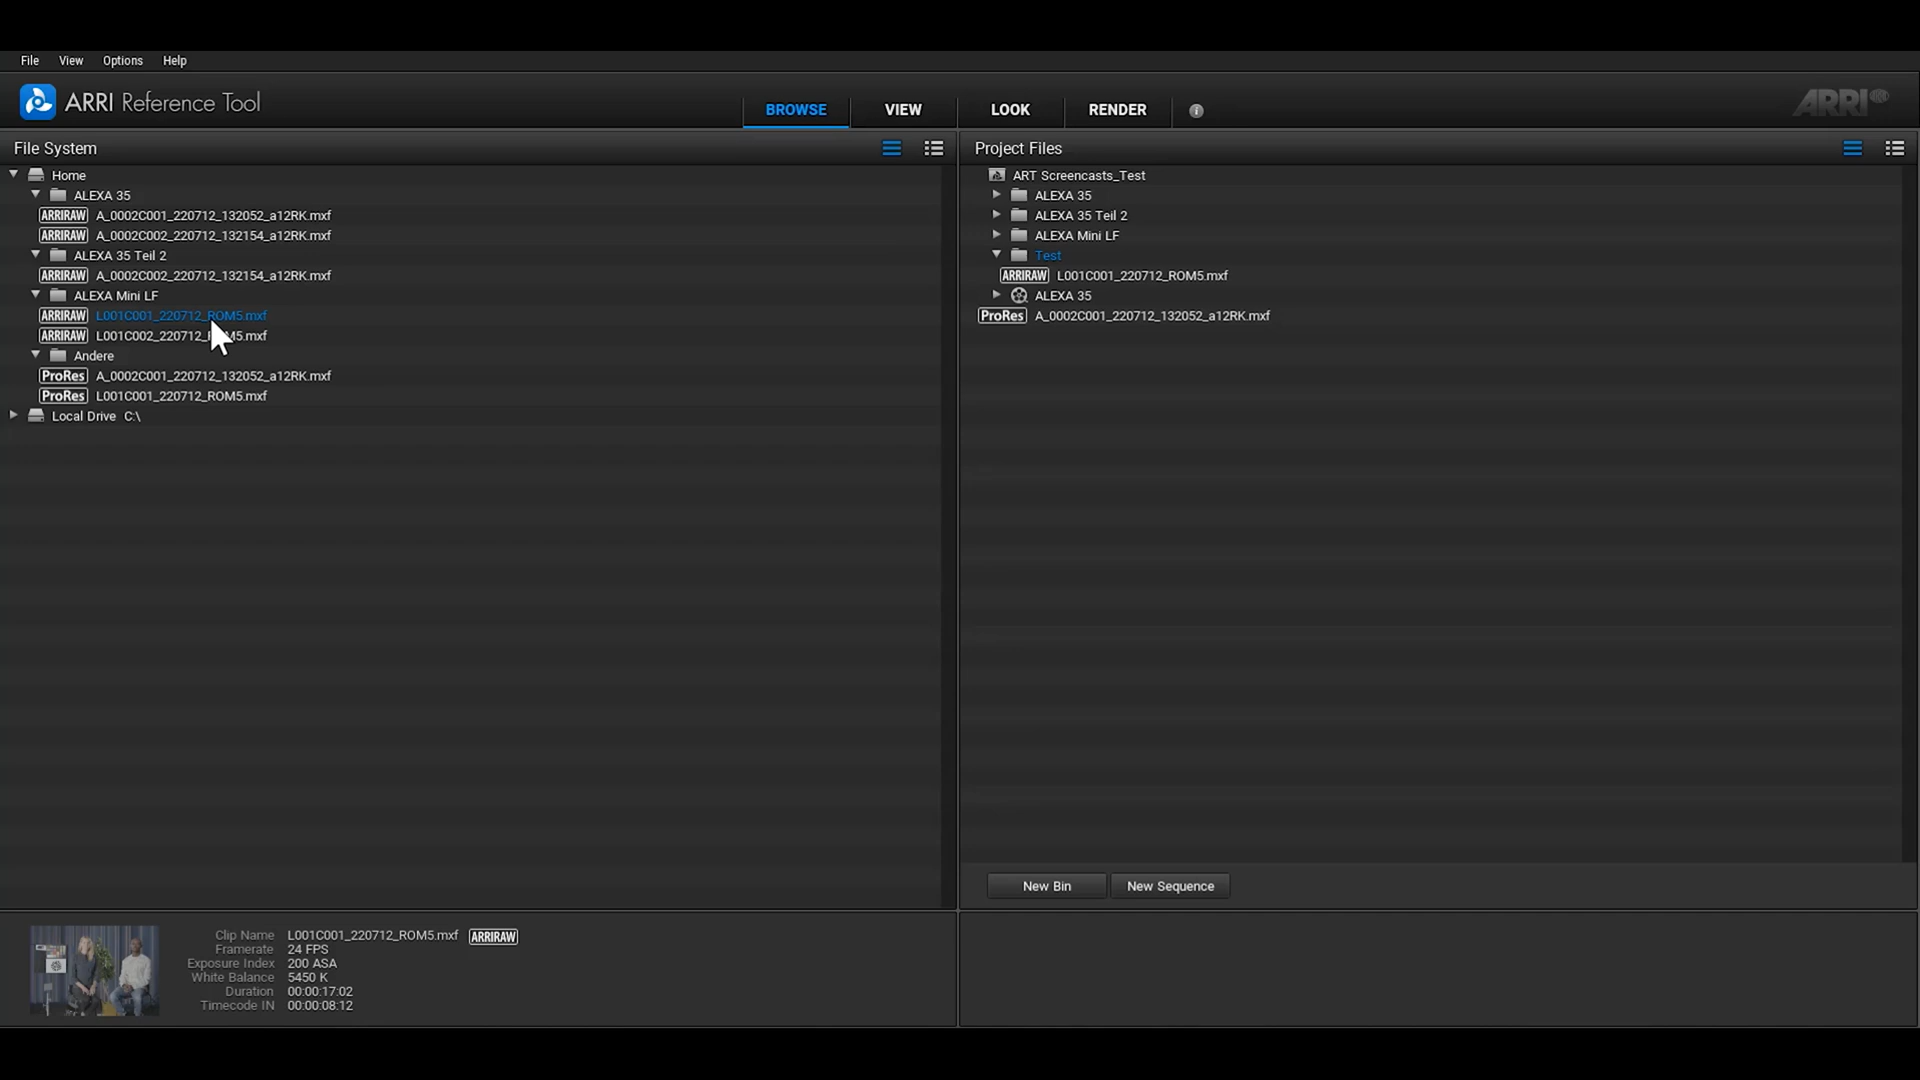 File View Options Help
ARRI Reference Tool
BROWSE VIEW LOOK RENDER
ARRI
File System
Home
ALEXA 35
ARRIRAW A_0002C001_220712_132052_a12RK.mxf
ARRIRAW A_0002C002_220712_132154_a12RK.mxf
ALEXA 35 Teil 2
ARRIRAW A_0002C002_220712_132154_a12RK.mxf
ALEXA Mini LF
ARRIRAW L001C001_220712_ROM5.mxf
ARRIRAW L001C002_220712_ROM5.mxf
Andere
ProRes A_0002C001_220712_132052_a12RK.mxf
ProRes L001C001_220712_ROM5.mxf
Local Drive C:\
Project Files
ART Screencasts_Test
ALEXA 35
ALEXA 35 Teil 2
ALEXA Mini LF
Test
ARRIRAW L001C001_220712_ROM5.mxf
ALEXA 35
ProRes A_0002C001_220712_132052_a12RK.mxf
New Bin New Sequence
Clip Name L001C001_220712_ROM5.mxf ARRIRAW
Framerate 24 FPS
Exposure Index 200 ASA
White Balance 5450 K
Duration 00:00:17:02
Timecode IN 00:00:08:12